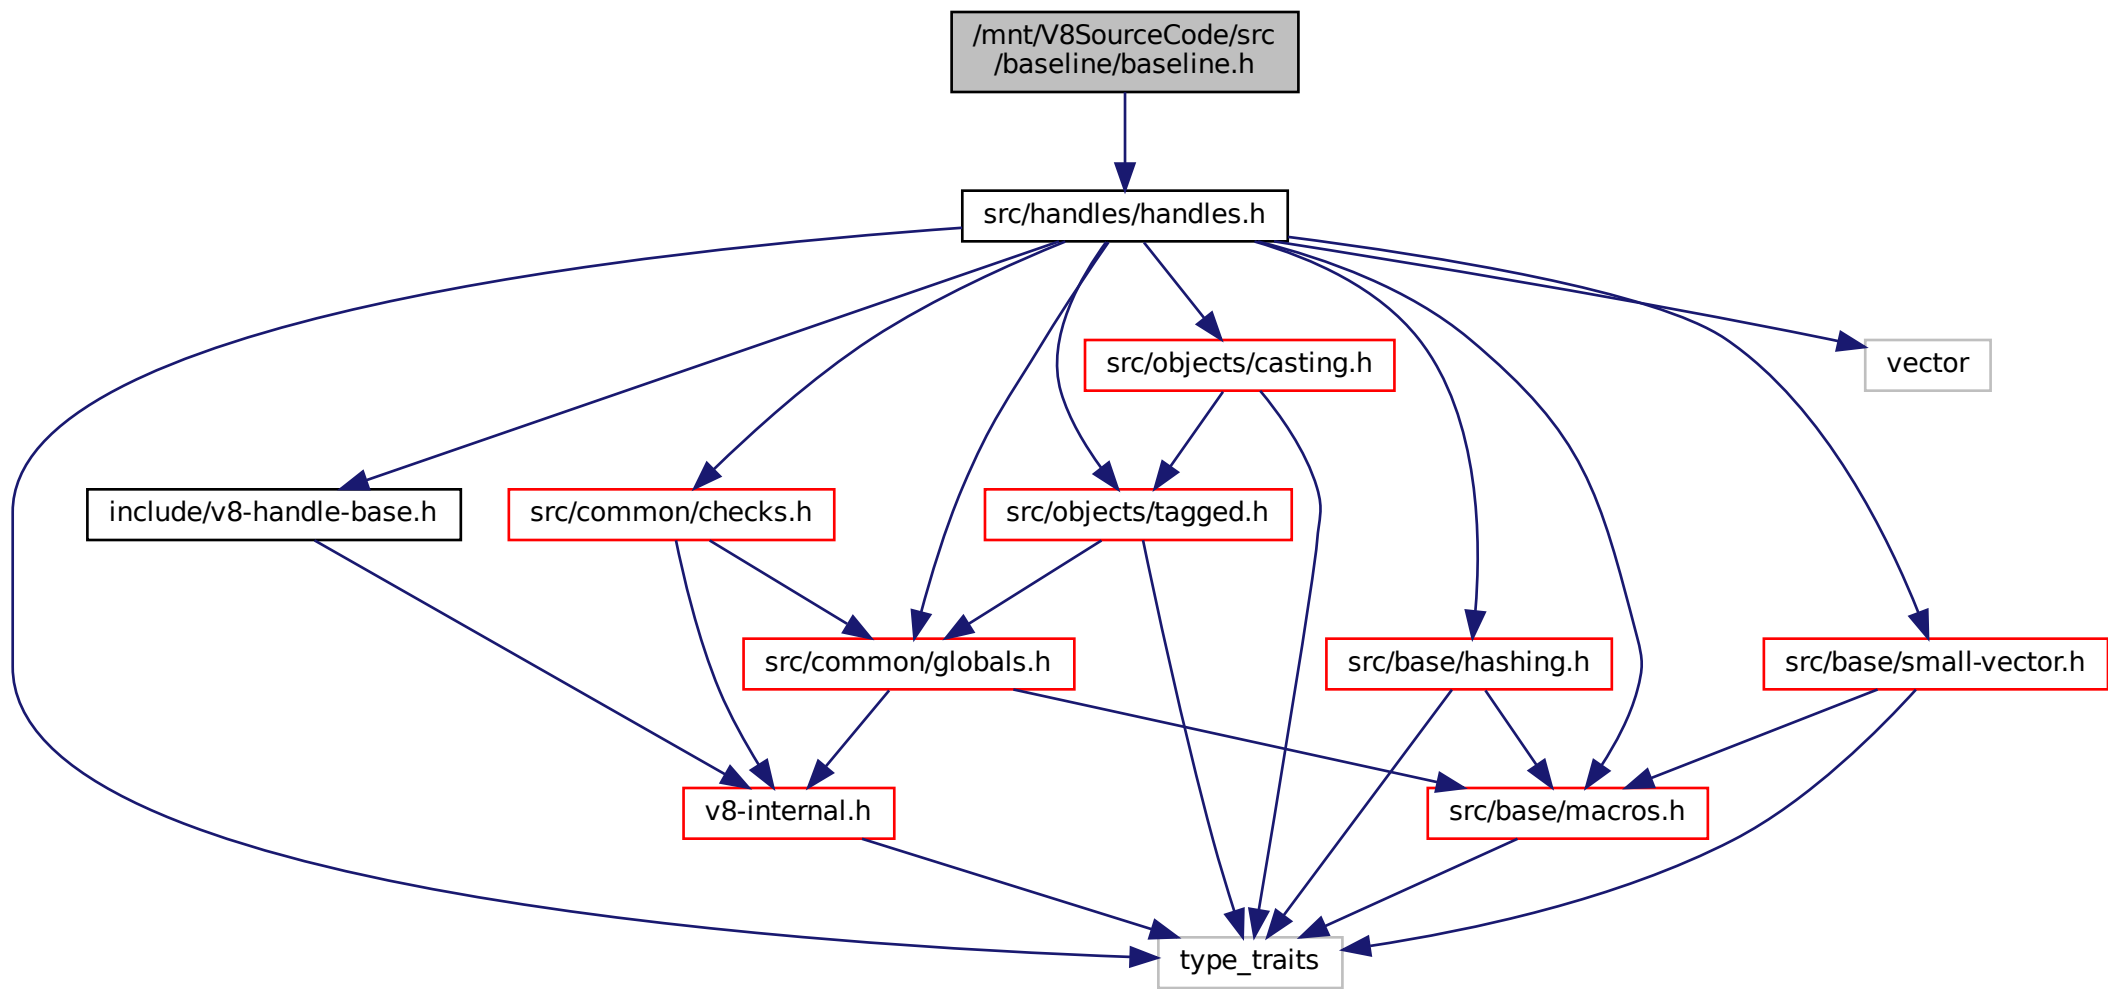 /mnt/V8SourceCode/src
/baseline/baseline.h
src/handles/handles.h
src/objects/casting.h
vector
include/v8-handle-base.h
src/common/checks.h
src/objects/tagged.h
src/common/globals.h
src/base/hashing.h
src/base/small-vector.h
v8-internal.h
src/base/macros.h
type_traits